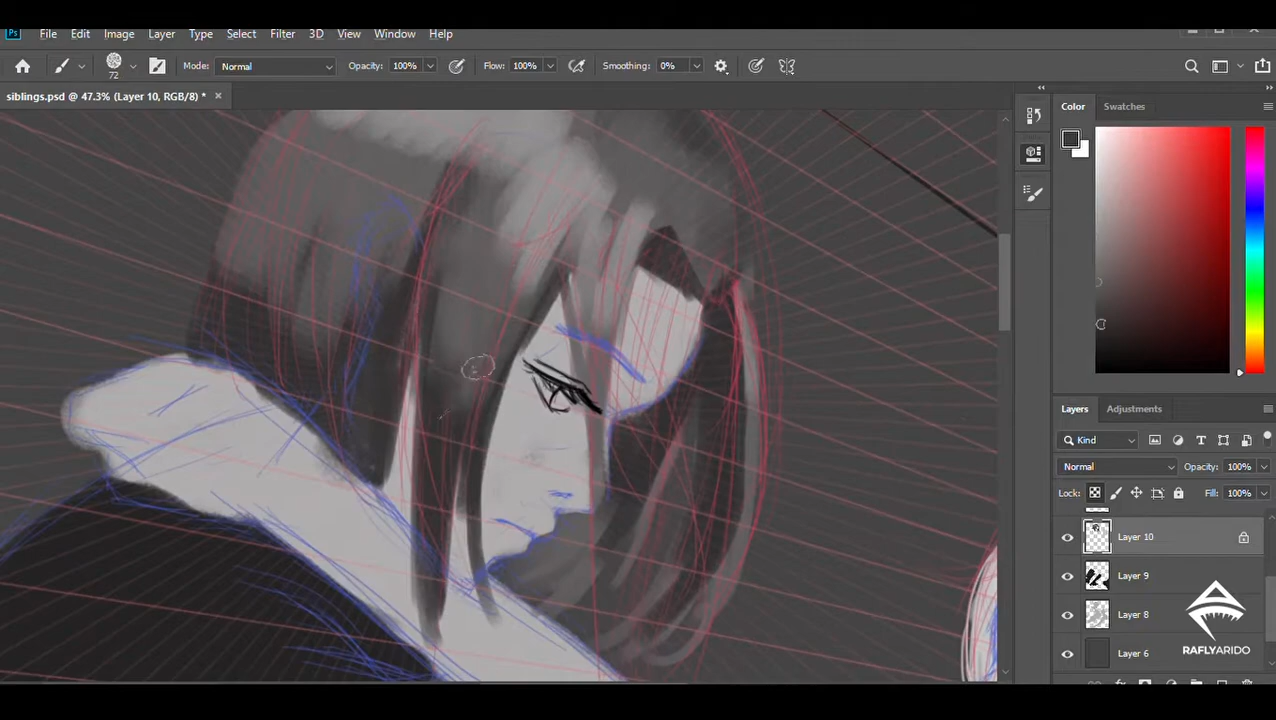 Ps File Edit Image Layer Type Select Filter 3D View Window Help
72 Mode: Normal Opacity: 100% Flow: 100% Smoothing: 0%
siblings.psd @ 47.3% (Layer 10, RGB/8) * ×
Color Swatches
Layers Adjustments
Kind
Normal Opacity: 100%
Lock: Fill: 100%
Layer 10
Layer 9
Layer 8
Layer 6
RAFLYARIDO